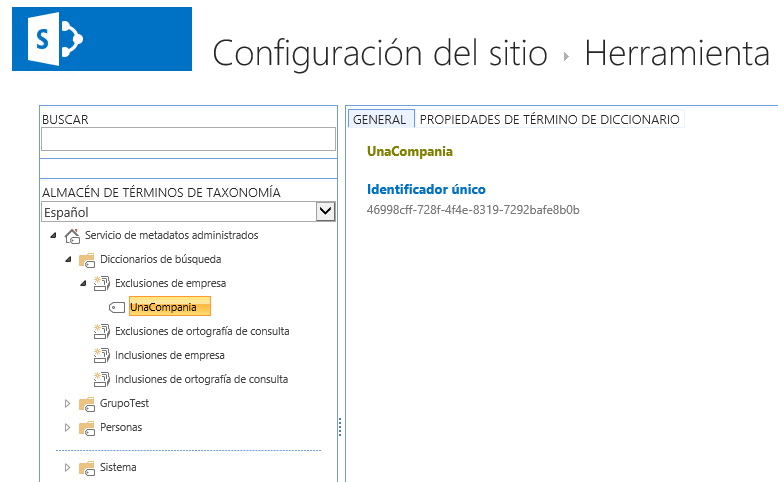 S
Configuración del sitio ▸ Herramienta
BUSCAR
ALMACÉN DE TÉRMINOS DE TAXONOMÍA
Español
Servicio de metadatos administrados
Diccionarios de búsqueda
Exclusiones de empresa
UnaCompania
Exclusiones de ortografía de consulta
Inclusiones de empresa
Inclusiones de ortografía de consulta
GrupoTest
Personas
Sistema
GENERAL PROPIEDADES DE TÉRMINO DE DICCIONARIO
UnaCompania
Identificador único
46998cff-728f-4f4e-8319-7292bafe8b0b